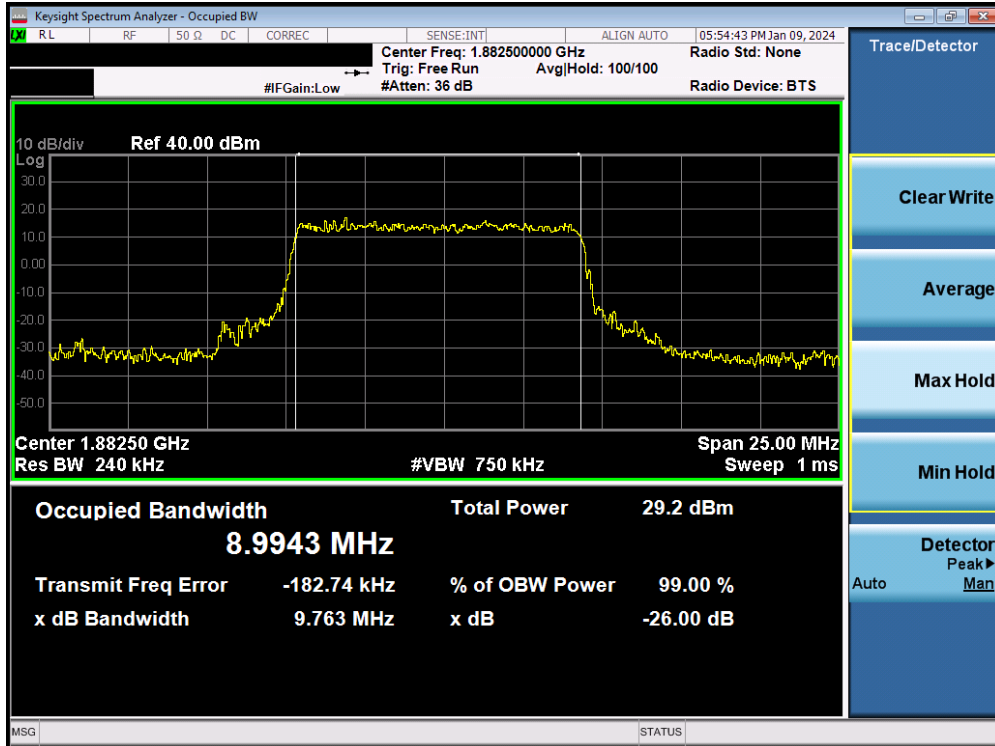 Keysight Spectrum Analyzer - Occupied BW
LXI RL RF 50 Ω DC CORREC SENSE:INT ALIGN AUTO 05:54:43 PM Jan 09, 2024
Center Freq: 1.882500000 GHz Radio Std: None
Trig: Free Run Avg|Hold: 100/100
#IFGain:Low #Atten: 36 dB Radio Device: BTS
Trace/Detector
10 dB/div Ref 40.00 dBm
Log
30.0
20.0
10.0
0.00
-10.0
-20.0
-30.0
-40.0
-50.0
Center 1.88250 GHz Span 25.00 MHz
Res BW 240 kHz #VBW 750 kHz Sweep 1 ms
Occupied Bandwidth Total Power 29.2 dBm
8.9943 MHz
Transmit Freq Error -182.74 kHz % of OBW Power 99.00 %
x dB Bandwidth 9.763 MHz x dB -26.00 dB
Clear Write
Average
Max Hold
Min Hold
Detector
Peak▶
Auto Man
MSG STATUS